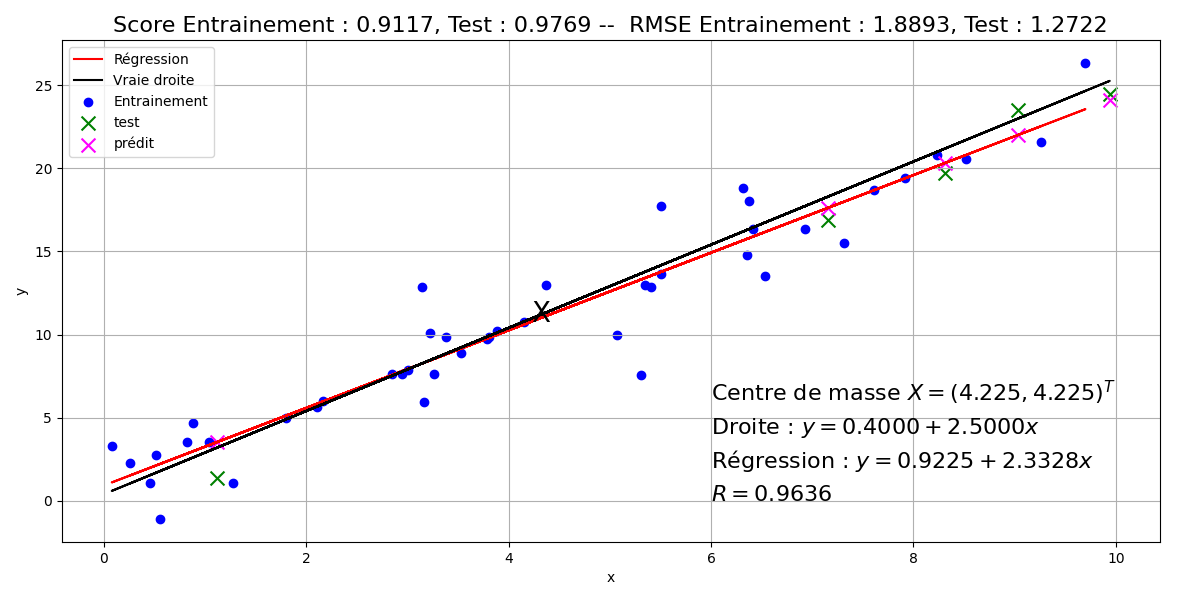 Score Entrainement : 0.9117, Test : 0.9769 --  RMSE Entrainement : 1.8893, Test : 1.2722
Régression
Vraie droite
Entrainement
test
prédit
25
20
15
10
5
0
y
X
Centre de masse X = (4.225, 4.225)^T
Droite : y = 0.4000 + 2.5000x
Régression : y = 0.9225 + 2.3328x
R = 0.9636
0 2 4 6 8 10
x